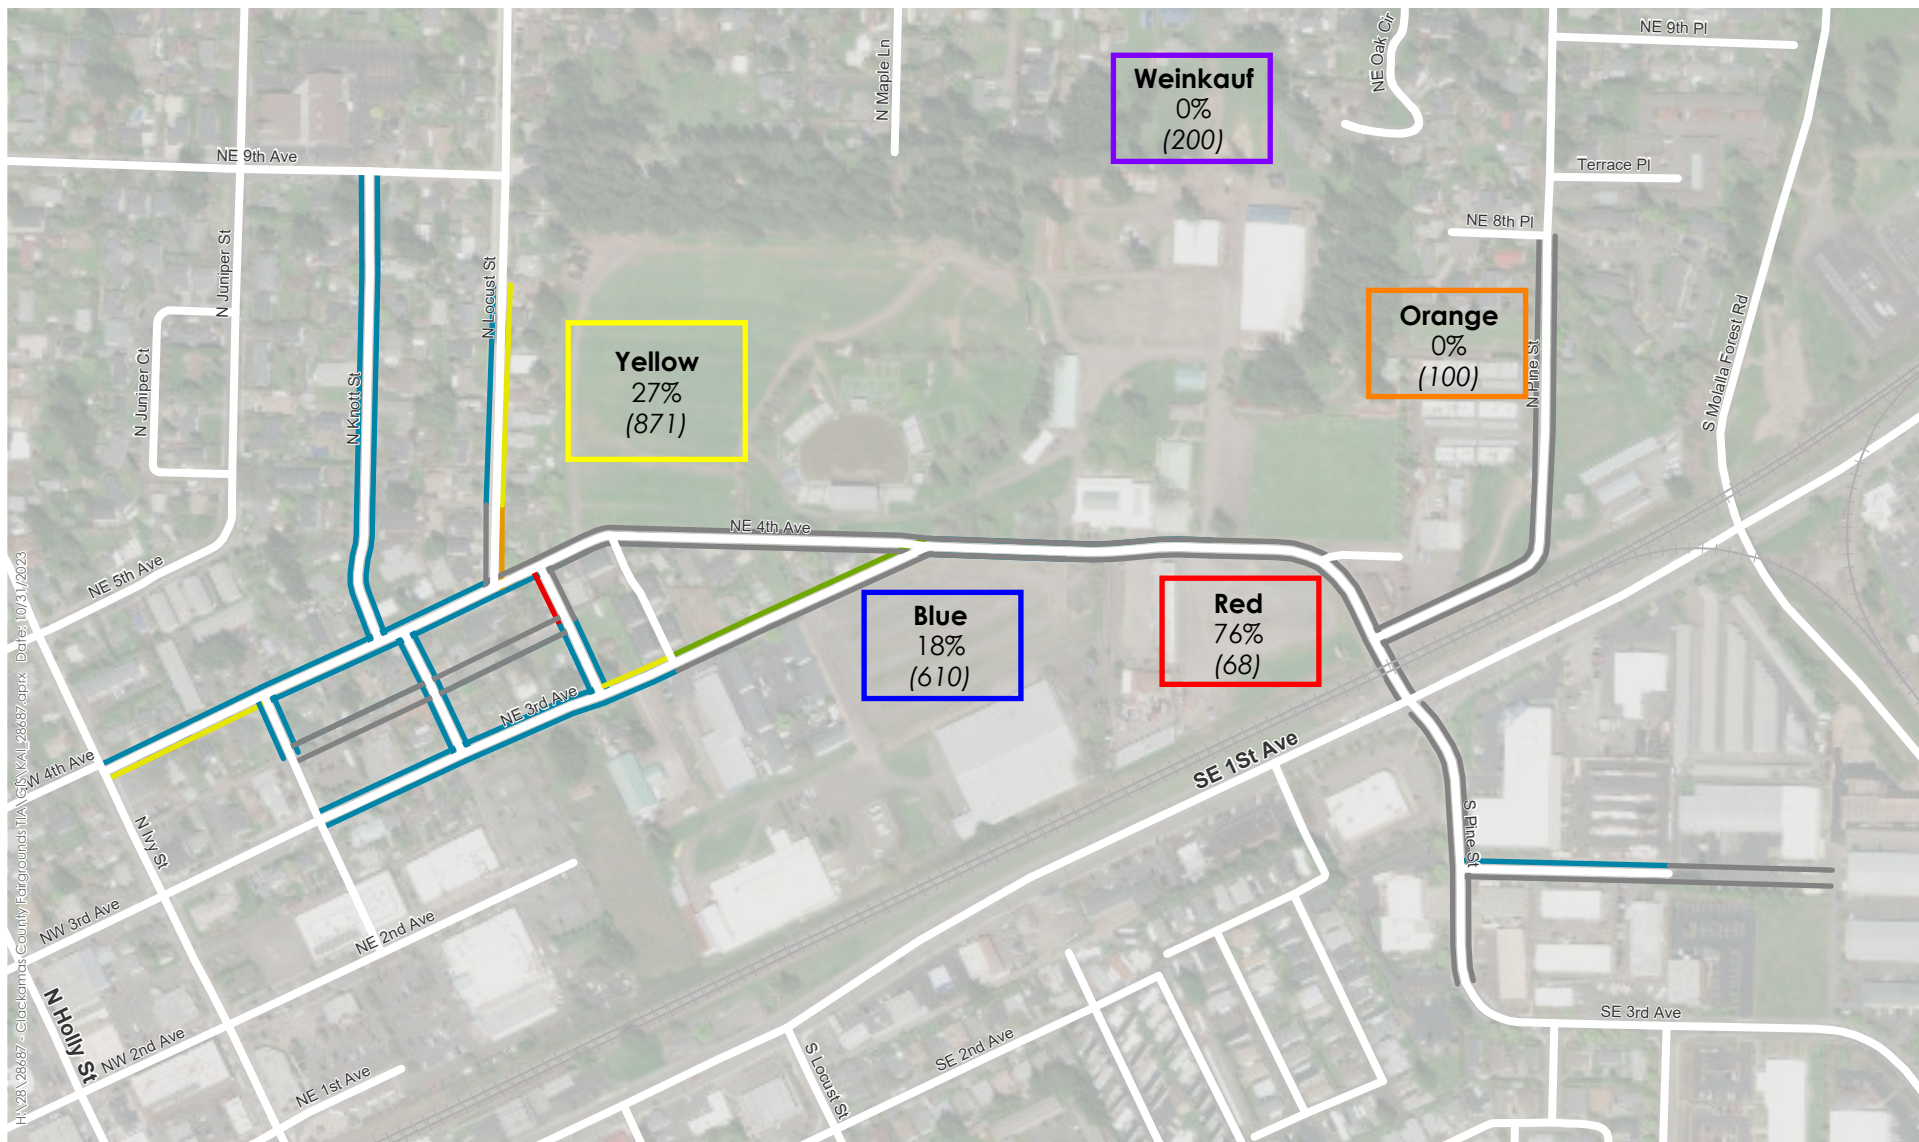 NE 9th Pl
NE Oak Cir
N Maple Ln
Weinkauf
0%
(200)
NE 9th Ave
Terrace Pl
NE 8th Pl
N Juniper St
N Locust St
Orange
0%
(100)
N Pine St
S Molalla Forest Rd
Yellow
27%
(871)
N Juniper Ct
N Knott St
NE 4th Ave
NE 5th Ave
Blue
18%
(610)
Red
76%
(68)
NE 3rd Ave
SE 1St Ave
W 4th Ave
N Ivy St
S Pine St
NW 3rd Ave
NE 2nd Ave
N Holly St
NW 2nd Ave
NE 1st Ave
S Locust St
SE 2nd Ave
SE 3rd Ave
H:\28\28687 - Clackamas County Fairgrounds TIA\GIS\KAI_28687.aprx Date: 10/31/2023